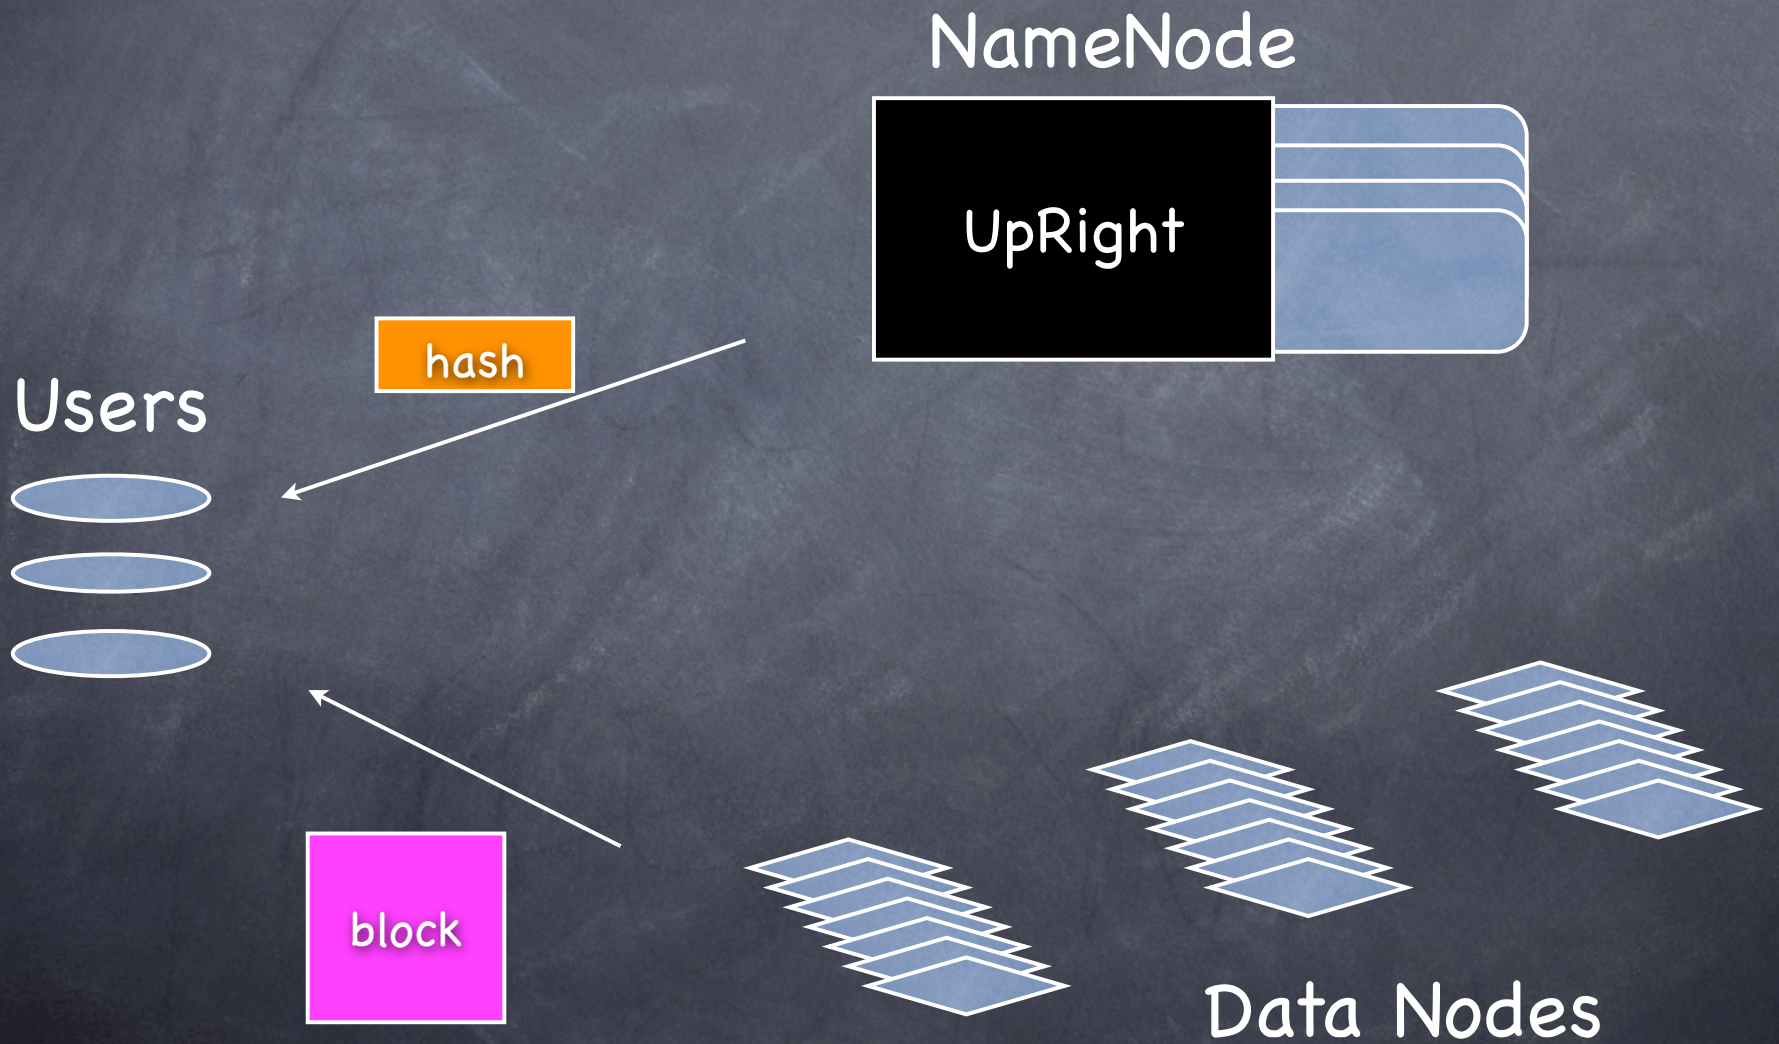 NameNode
UpRight
hash
Users
block
Data Nodes